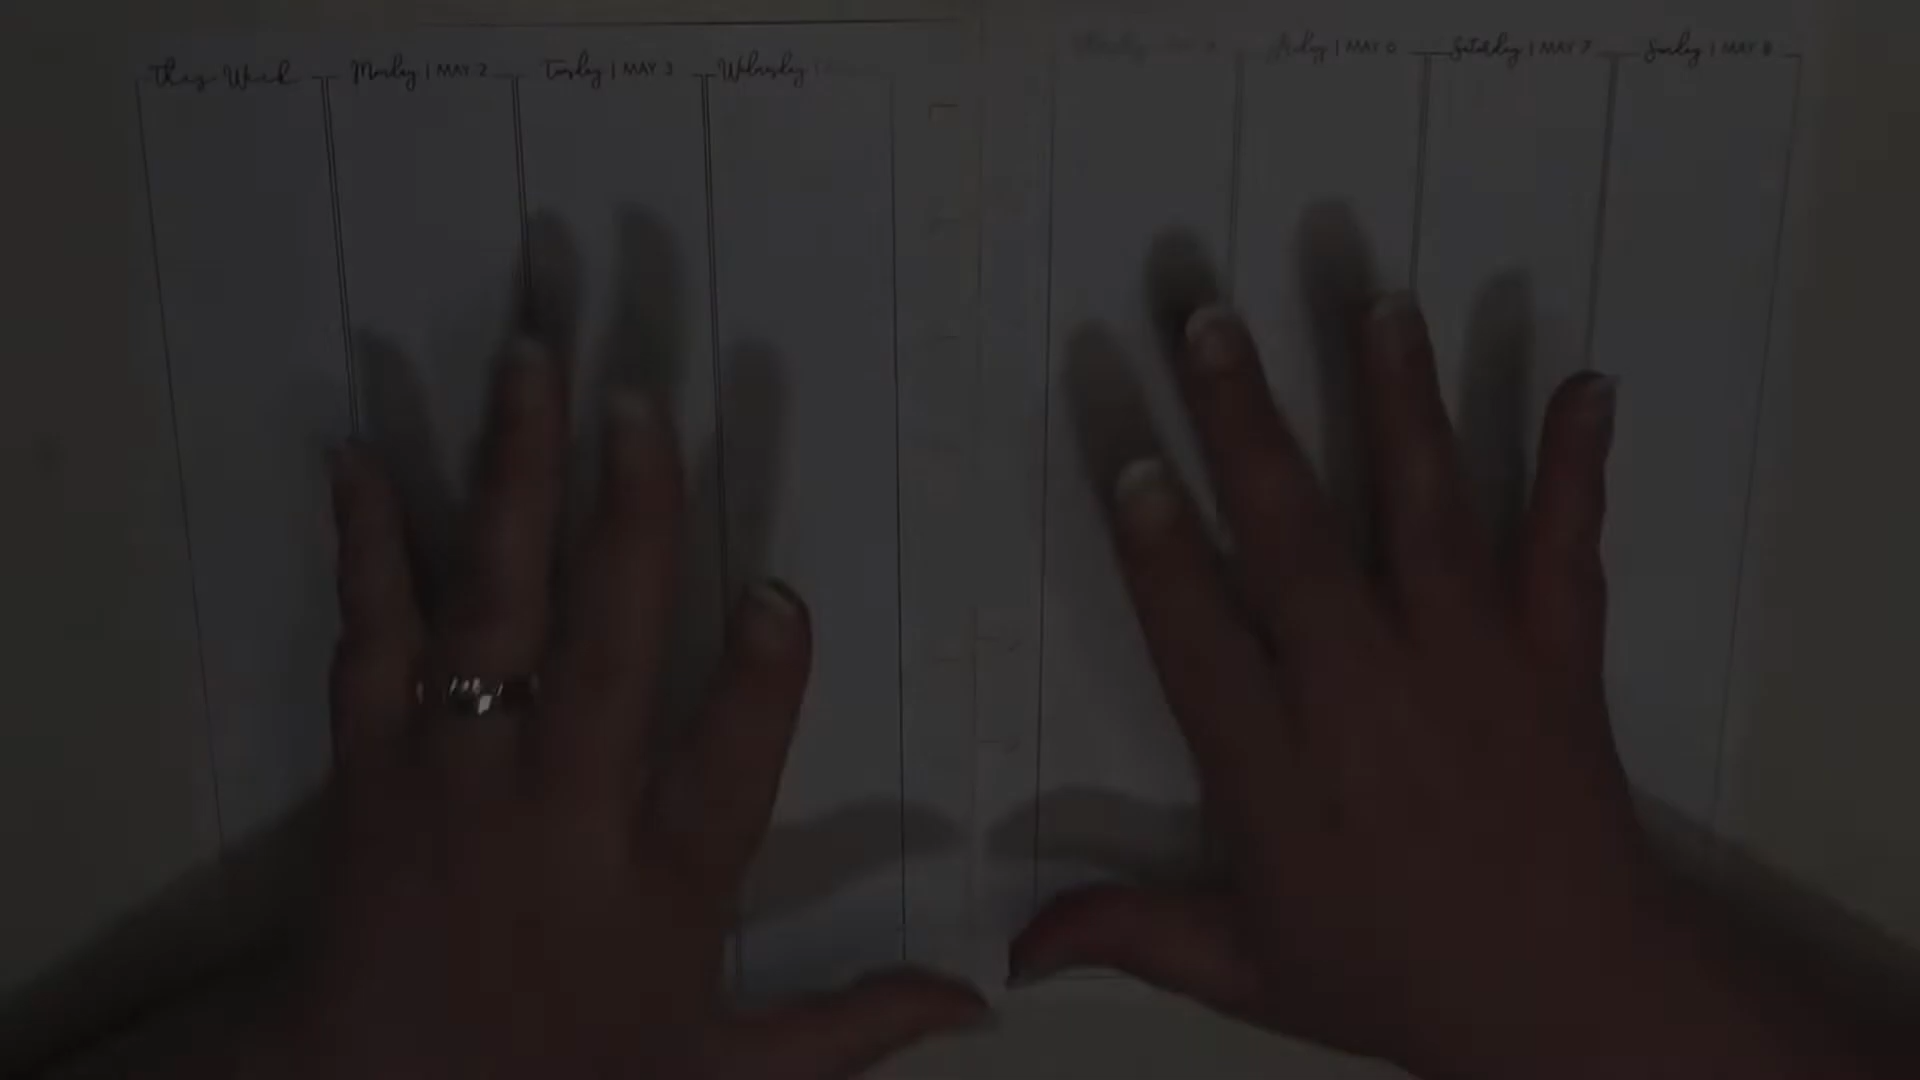 This Week
Monday | MAY 2
Tuesday | MAY 3
Wednesday |
Friday | MAY 6
Saturday | MAY 7
Sunday | MAY 8